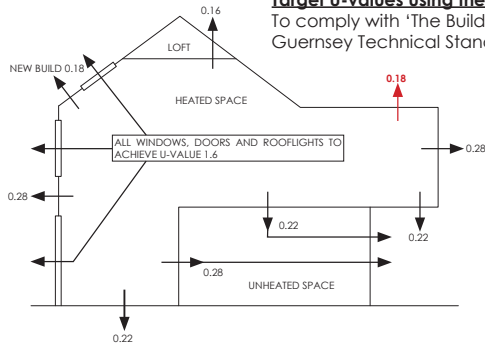 Target U-values using the
To comply with ‘The Build
Guernsey Technical Stand
0.16
LOFT
NEW BUILD 0.18
HEATED SPACE
0.18
ALL WINDOWS, DOORS AND ROOFLIGHTS TO
ACHIEVE U-VALUE 1.6
0.28
0.28
0.22
0.22
0.28
UNHEATED SPACE
0.22